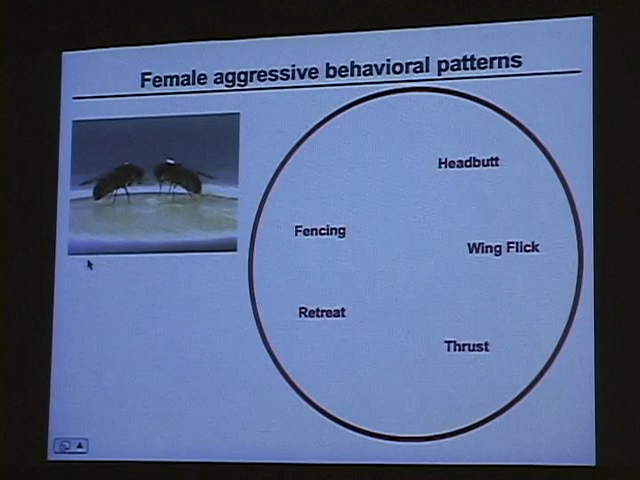 Female aggressive behavioral patterns
Headbutt
Fencing
Wing Flick
Retreat
Thrust